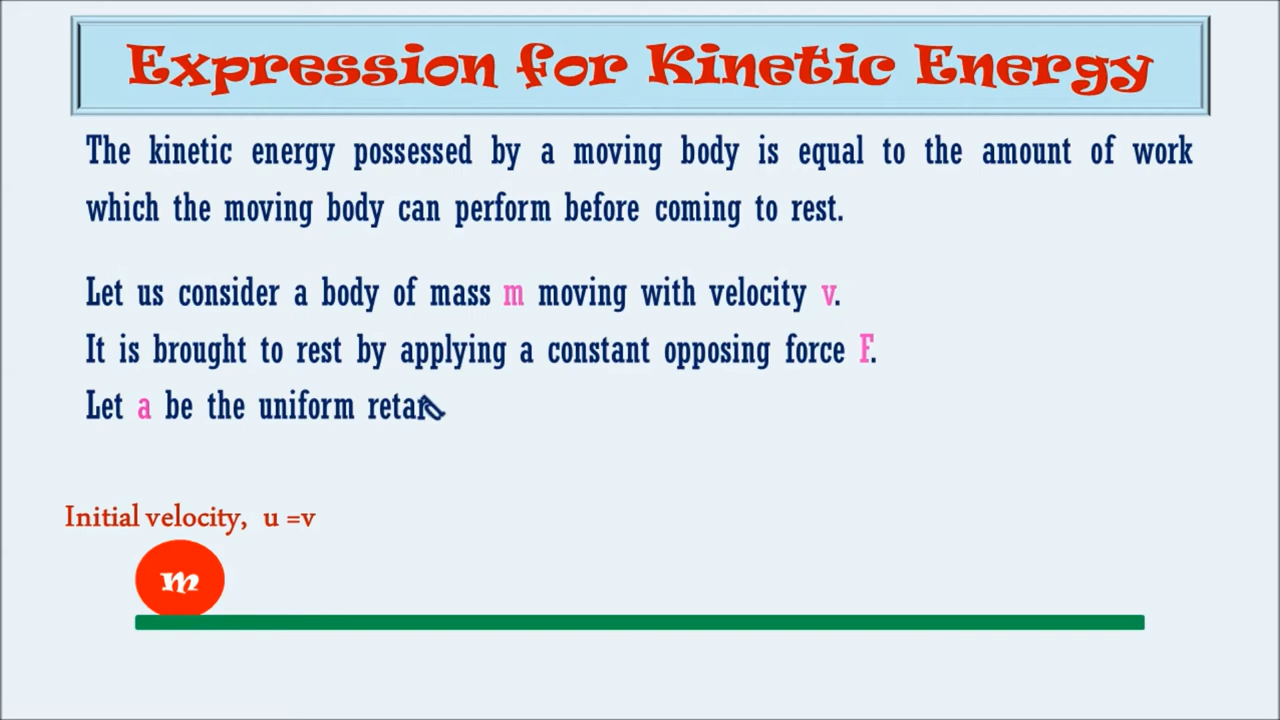 Expression for Kinetic Energy
The kinetic energy possessed by a moving body is equal to the amount of work
which the moving body can perform before coming to rest.
Let us consider a body of mass m moving with velocity v.
It is brought to rest by applying a constant opposing force F.
Let a be the uniform retar
Initial velocity, u =v
m